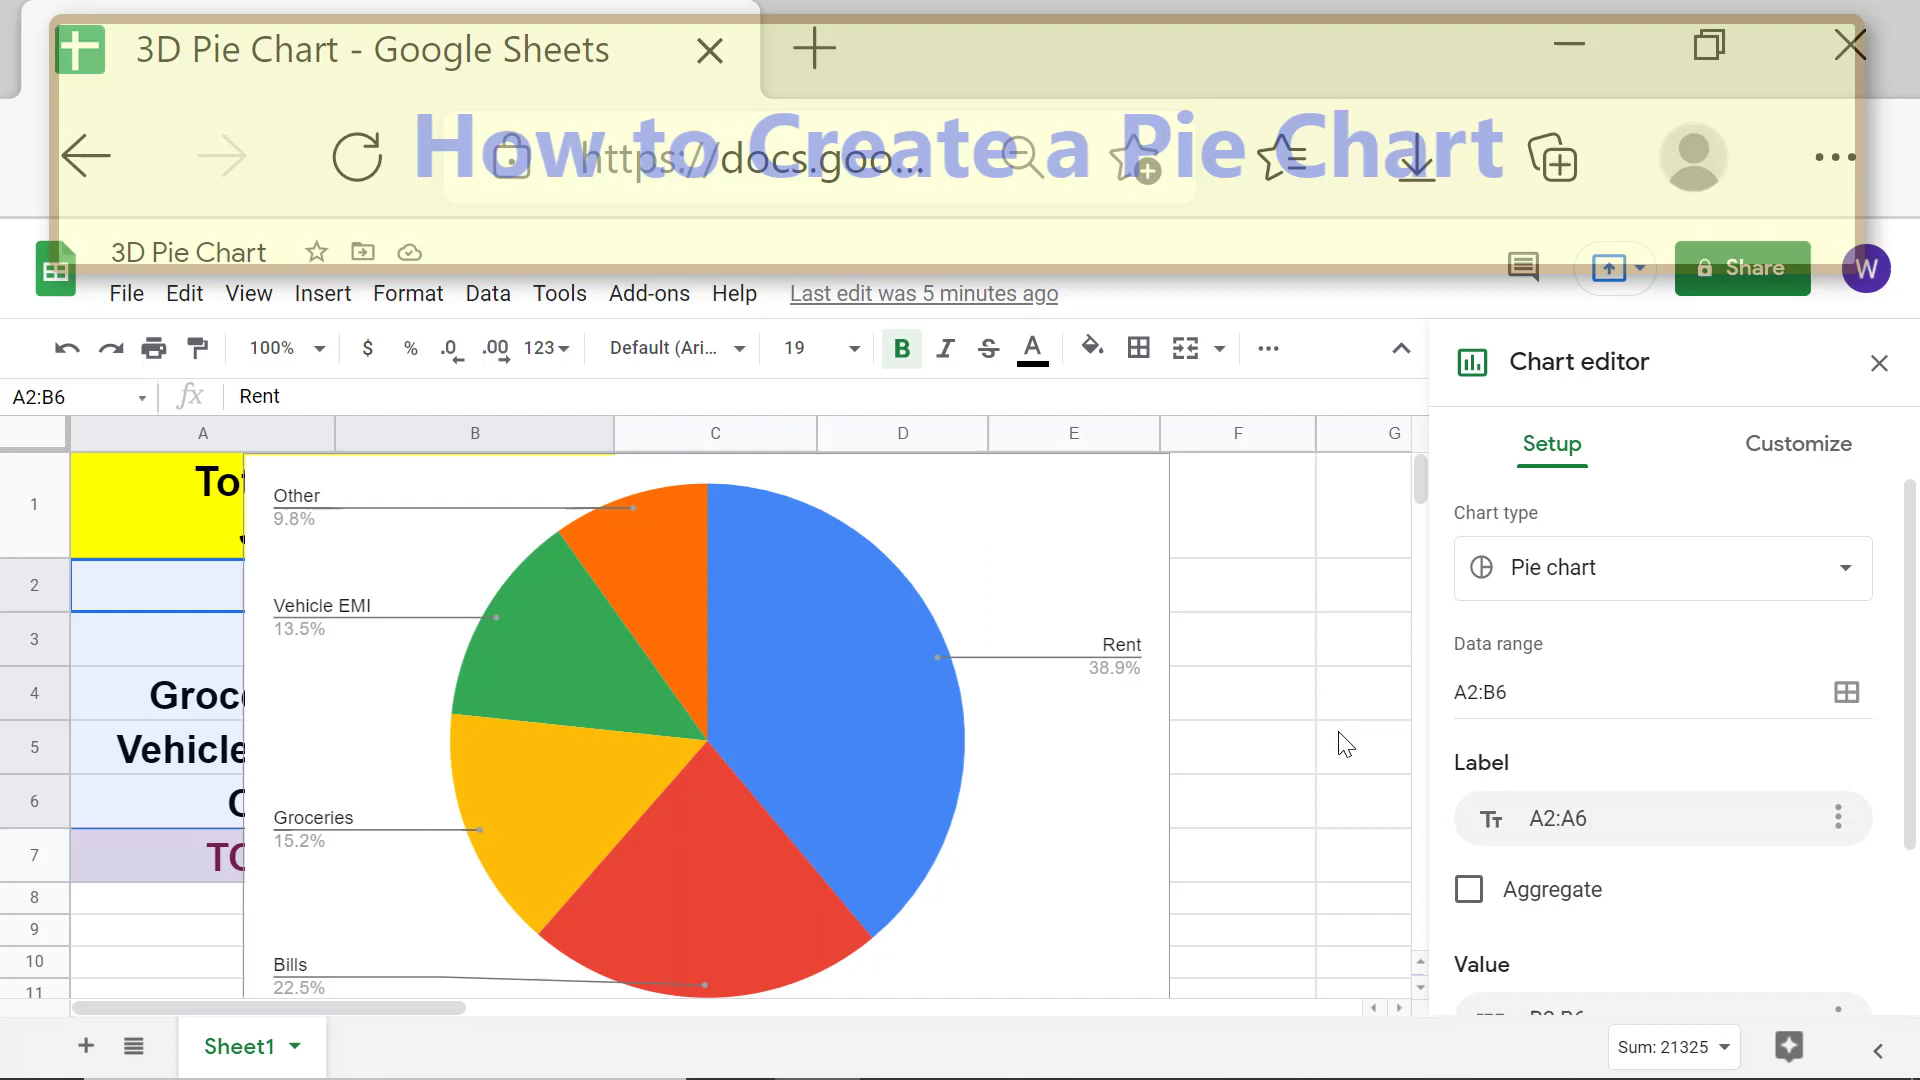 3D Pie Chart - Google Sheets
How to Create a Pie Chart
https://docs.goo...
3D Pie Chart
Share
W
File Edit View Insert Format Data Tools Add-ons Help Last edit was 5 minutes ago
100% $ % .0 .00 123 Default (Ari... 19 B I S A
Chart editor
A2:B6 fx Rent
A B C D E F G
Setup Customize
1
2
3
4 Groce
5 Vehicle
6
7
8
9
10
11
Other
9.8%
Vehicle EMI
13.5%
Rent
38.9%
Groceries
15.2%
Bills
22.5%
Chart type
Pie chart
Data range
A2:B6
Label
Tт A2:A6
Aggregate
Value
Sheet1
Sum: 21325